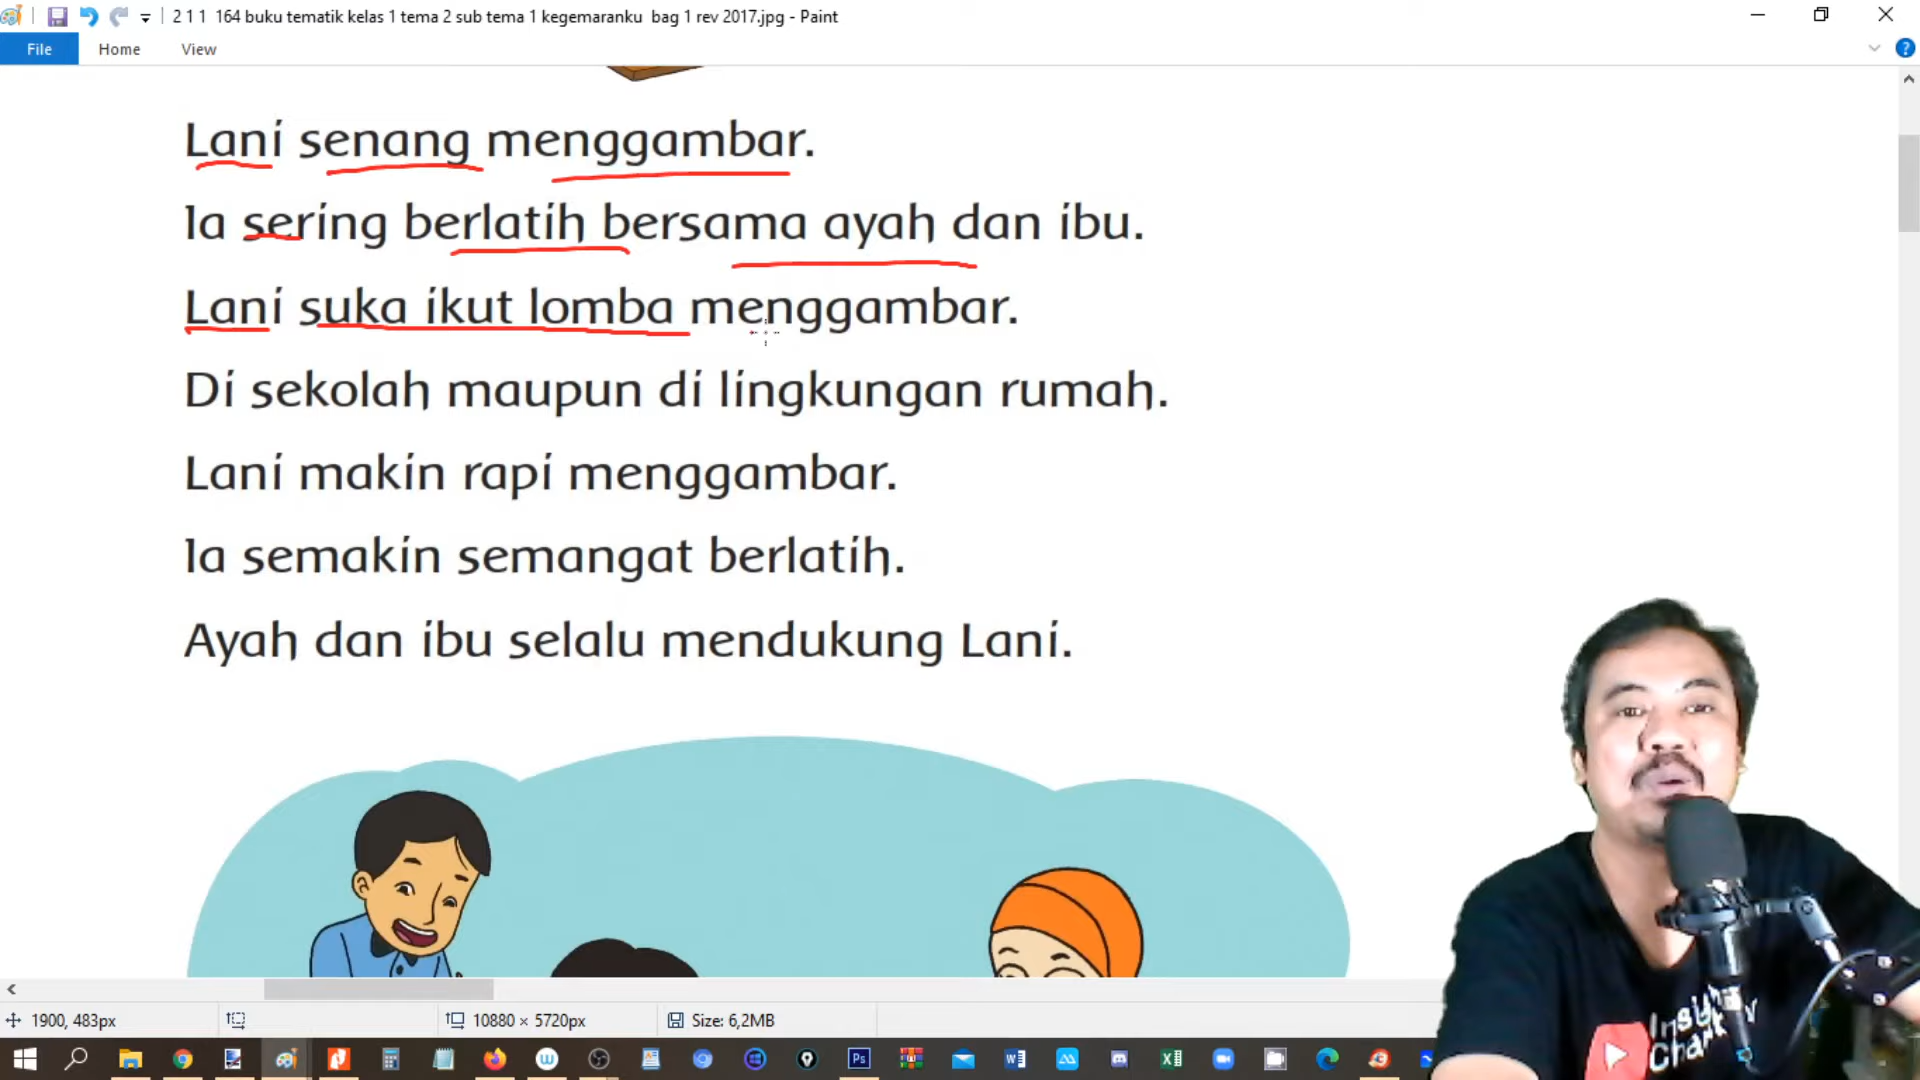 2 1 1 164 buku tematik kelas 1 tema 2 sub tema 1 kegemaranku bag 1 rev 2017.jpg - Paint
File Home View
Lani senang menggambar.
Ia sering berlatih bersama ayah dan ibu.
Lani suka ikut lomba menggambar.
Di sekolah maupun di lingkungan rumah.
Lani makin rapi menggambar.
Ia semakin semangat berlatih.
Ayah dan ibu selalu mendukung Lani.
1900, 483px 10880 × 5720px Size: 6,2MB